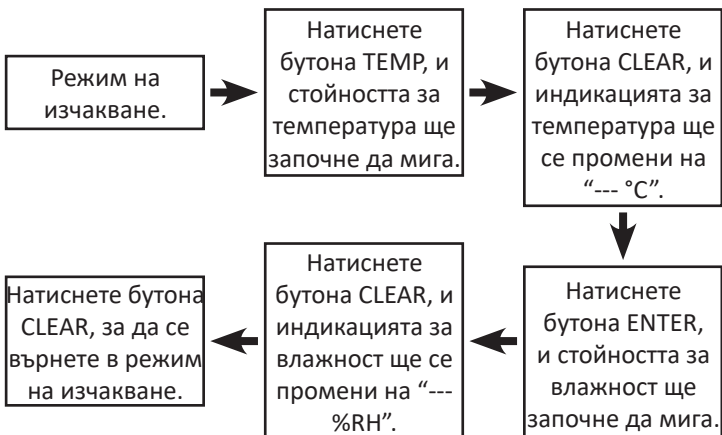 Режим на
изчакване.
Натиснете
бутона TEMP, и
стойността за
температура ще
започне да мига.
Натиснете
бутона CLEAR, и
индикацията за
температура ще
се промени на
“--- °C”.
Натиснете
бутона ENTER,
и стойността за
влажност ще
започне да мига.
Натиснете
бутона CLEAR, и
индикацията за
влажност ще се
промени на “---
%RH”.
Натиснете бутона
CLEAR, за да се
върнете в режим
на изчакване.